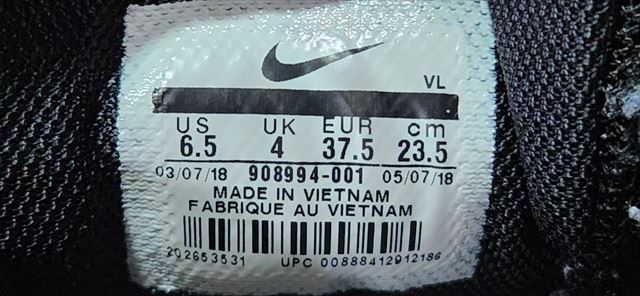 VL
US UK EUR cm
6.5 4 37.5 23.5
03/07/18 908994-001 05/07/18
MADE IN VIETNAM
FABRIQUE AU VIETNAM
202653531 UPC 00888412912186